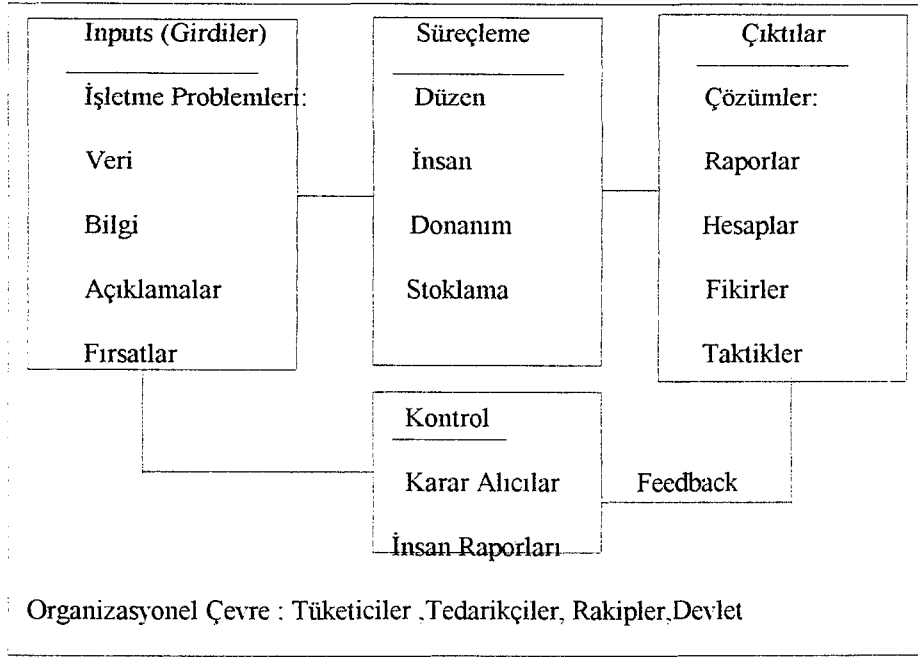 Inputs (Girdiler)
İşletme Problemleri:
Veri
Bilgi
Açıklamalar
Fırsatlar
Süreçleme
Düzen
İnsan
Donanım
Stoklama
Çıktılar
Çözümler:
Raporlar
Hesaplar
Fikirler
Taktikler
Kontrol
Karar Alıcılar
İnsan Raporları
Feedback
Organizasyonel Çevre : Tüketiciler ,Tedarikçiler, Rakipler,Devlet